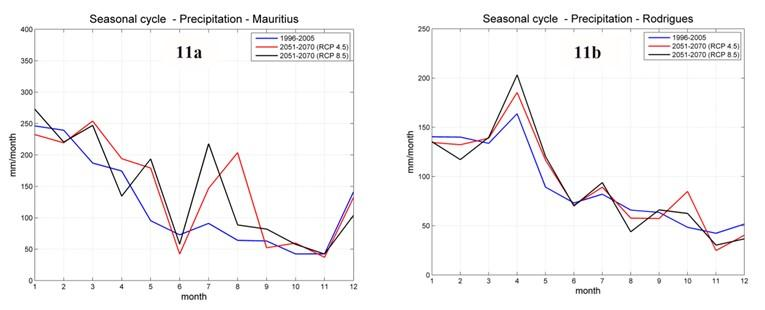 Seasonal cycle - Precipitation - Mauritius
400
350
300
250
200
150
100
50
0
mm/month
11a
1996-2005
2051-2070 (RCP 4.5)
2051-2070 (RCP 8.5)
1 2 3 4 5 6 7 8 9 10 11 12
month
Seasonal cycle - Precipitation - Rodrigues
250
200
150
100
50
0
mm/month
11b
1996-2005
2051-2070 (RCP 4.5)
2051-2070 (RCP 8.5)
1 2 3 4 5 6 7 8 9 10 11 12
month